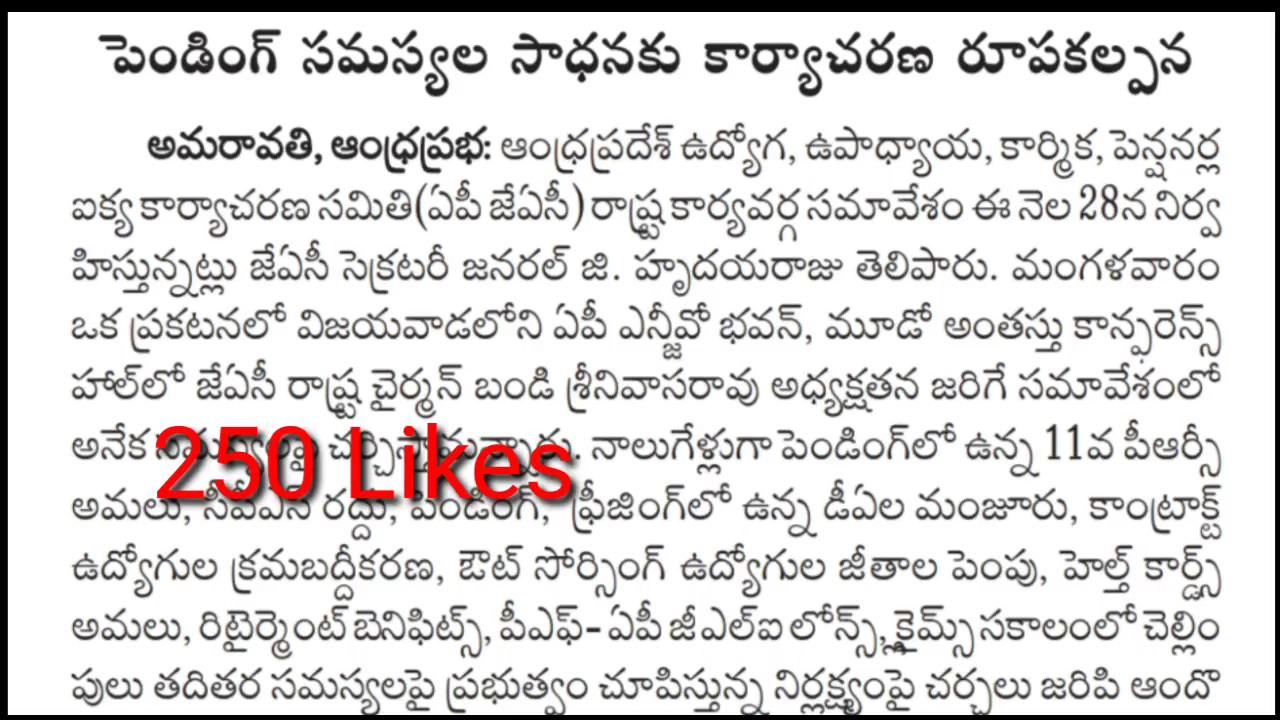 పెండింగ్ సమస్యల సాధనకు కార్యాచరణ రూపకల్పన
అమరావతి, ఆంధ్రప్రభ: ఆంధ్రప్రదేశ్ ఉద్యోగ, ఉపాధ్యాయ, కార్మిక, పెన్షనర్ల
ఐక్య కార్యాచరణ సమితి(ఏపీ జేఏసీ) రాష్ట్ర కార్యవర్గ సమావేశం ఈ నెల 28న నిర్వ
హిస్తున్నట్లు జేఏసీ సెక్రటరీ జనరల్ జి. హృదయరాజు తెలిపారు. మంగళవారం
ఒక ప్రకటనలో విజయవాడలోని ఏపీ ఎన్జీవో భవన్, మూడో అంతస్తు కాన్ఫరెన్స్
హాల్‌లో జేఏసీ రాష్ట్ర చైర్మన్ బండి శ్రీనివాసరావు అధ్యక్షతన జరిగే సమావేశంలో
అనేక నాలుగేళ్లుగా పెండింగ్‌లో ఉన్న 11వ పీఆర్సీ
250 Likes
అమలు, సీపీఎస్ రద్దు, పెండింగ్, ఫ్రీజింగ్‌లో ఉన్న డీఏల మంజూరు, కాంట్రాక్ట్
ఉద్యోగుల క్రమబద్దీకరణ, ఔట్ సోర్సింగ్ ఉద్యోగుల జీతాల పెంపు, హెల్త్ కార్డ్స్
అమలు, రిటైర్మెంట్ బెనిఫిట్స్, పీఎఫ్- ఏపీ జీఎల్ఐ లోన్స్, క్లైమ్స్ సకాలంలో చెల్లిం
పులు తదితర సమస్యలపై ప్రభుత్వం చూపిస్తున్న నిర్లక్ష్యంపై చర్చలు జరిపి ఆందొ